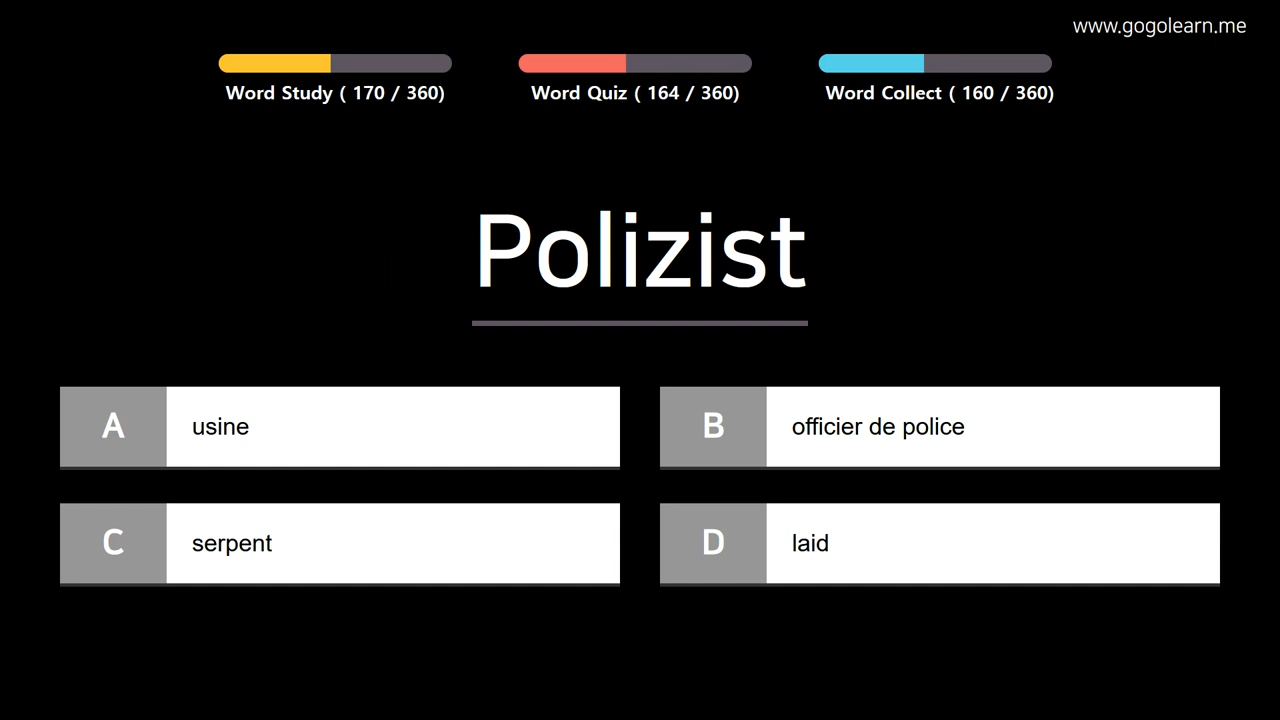 www.gogolearn.me
Word Study ( 170 / 360)
Word Quiz ( 164 / 360)
Word Collect ( 160 / 360)
Polizist
A usine
B officier de police
C serpent
D laid